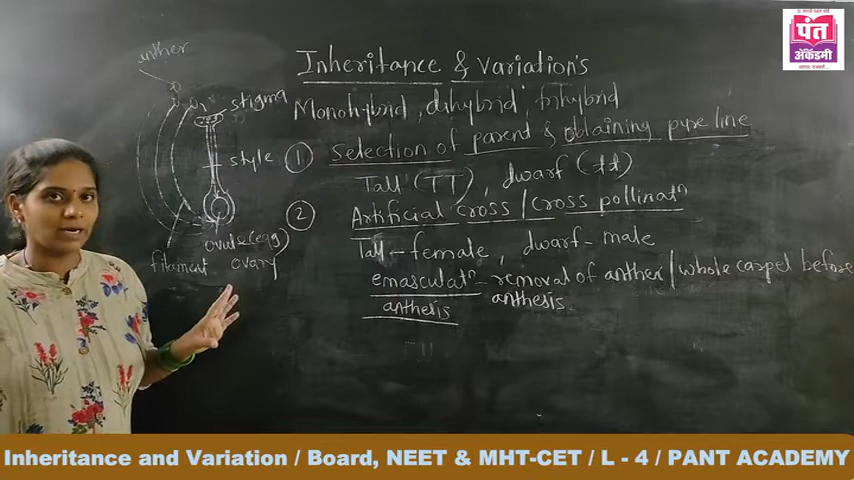 Inheritance & Variation's
Monohybrid, dihybrid, trihybrid
① Selection of parent & obtaining pure line
Tall (TT), dwarf (tt)
② Artificial cross / Cross pollinatn
Tall - female, dwarf - male
emasculatn - removal of anther / whole carpel before
anthesis anthesis.
anther
stigma
style
ovule (egg)
filament ovary
पंत
अॅकॅडमी
Inheritance and Variation / Board, NEET & MHT-CET / L - 4 / PANT ACADEMY